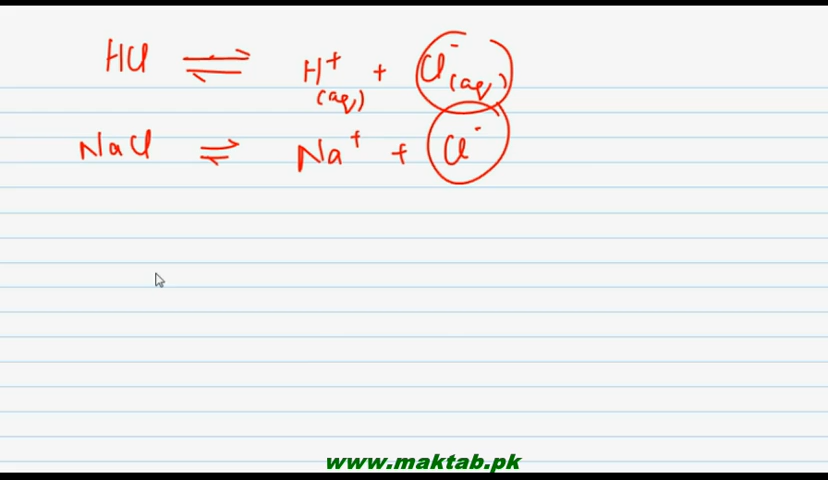 HCl ⇌ H⁺(aq) + Cl⁻(aq)
NaCl ⇌ Na⁺ + Cl⁻
www.maktab.pk